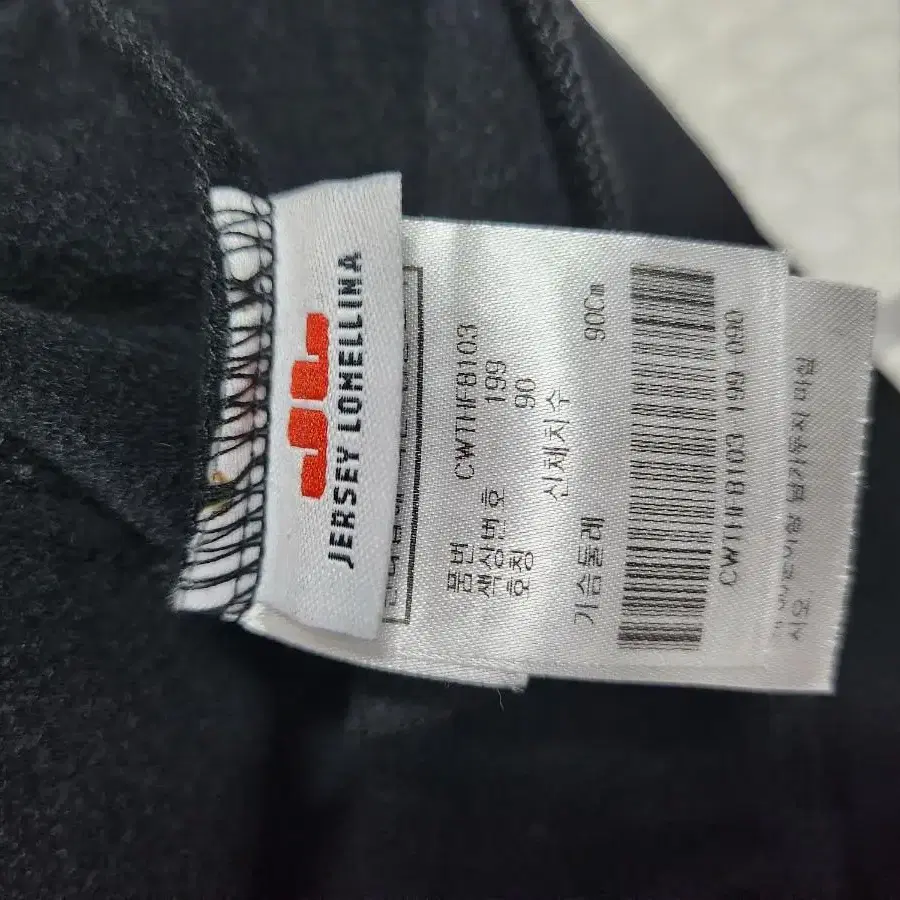 JL
JERSEY LOMELLINA
품번 CWTHF8103
색상번호 199
호칭 90
신체치수
가슴둘레 90Cm
CWTHF8103 199 090